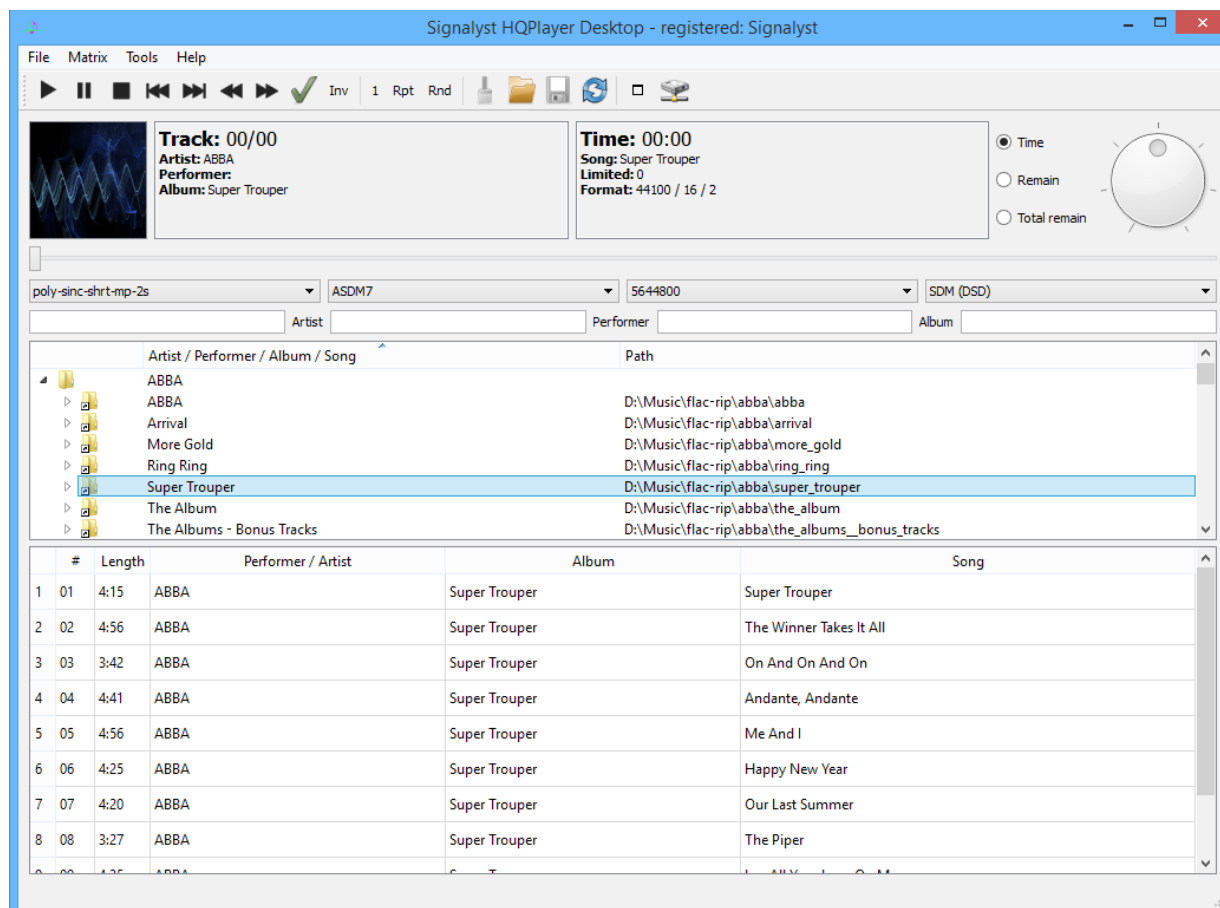 Signalyst HQPlayer Desktop - registered: Signalyst
File Matrix Tools Help
Inv 1 Rpt Rnd
Track: 00/00
Artist: ABBA
Performer:
Album: Super Trouper
Time: 00:00
Song: Super Trouper
Limited: 0
Format: 44100 / 16 / 2
Time
Remain
Total remain
poly-sinc-shrt-mp-2s ASDM7 5644800 SDM (DSD)
Artist Performer Album
Artist / Performer / Album / Song Path
ABBA
ABBA D:\Music\flac-rip\abba\abba
Arrival D:\Music\flac-rip\abba\arrival
More Gold D:\Music\flac-rip\abba\more_gold
Ring Ring D:\Music\flac-rip\abba\ring_ring
Super Trouper D:\Music\flac-rip\abba\super_trouper
The Album D:\Music\flac-rip\abba\the_album
The Albums - Bonus Tracks D:\Music\flac-rip\abba\the_albums__bonus_tracks
# Length Performer / Artist Album Song
1 01 4:15 ABBA Super Trouper Super Trouper
2 02 4:56 ABBA Super Trouper The Winner Takes It All
3 03 3:42 ABBA Super Trouper On And On And On
4 04 4:41 ABBA Super Trouper Andante, Andante
5 05 4:56 ABBA Super Trouper Me And I
6 06 4:25 ABBA Super Trouper Happy New Year
7 07 4:20 ABBA Super Trouper Our Last Summer
8 08 3:27 ABBA Super Trouper The Piper